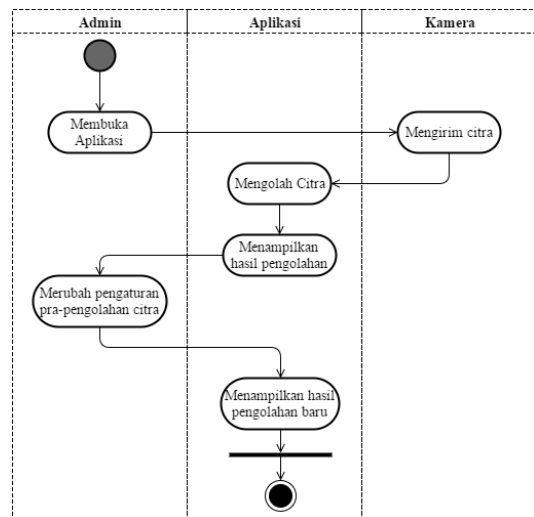 Admin
Aplikasi
Kamera
Membuka
Aplikasi
Mengirim citra
Mengolah Citra
Menampilkan
hasil pengolahan
Merubah pengaturan
pra-pengolahan citra
Menampilkan hasil
pengolahan baru